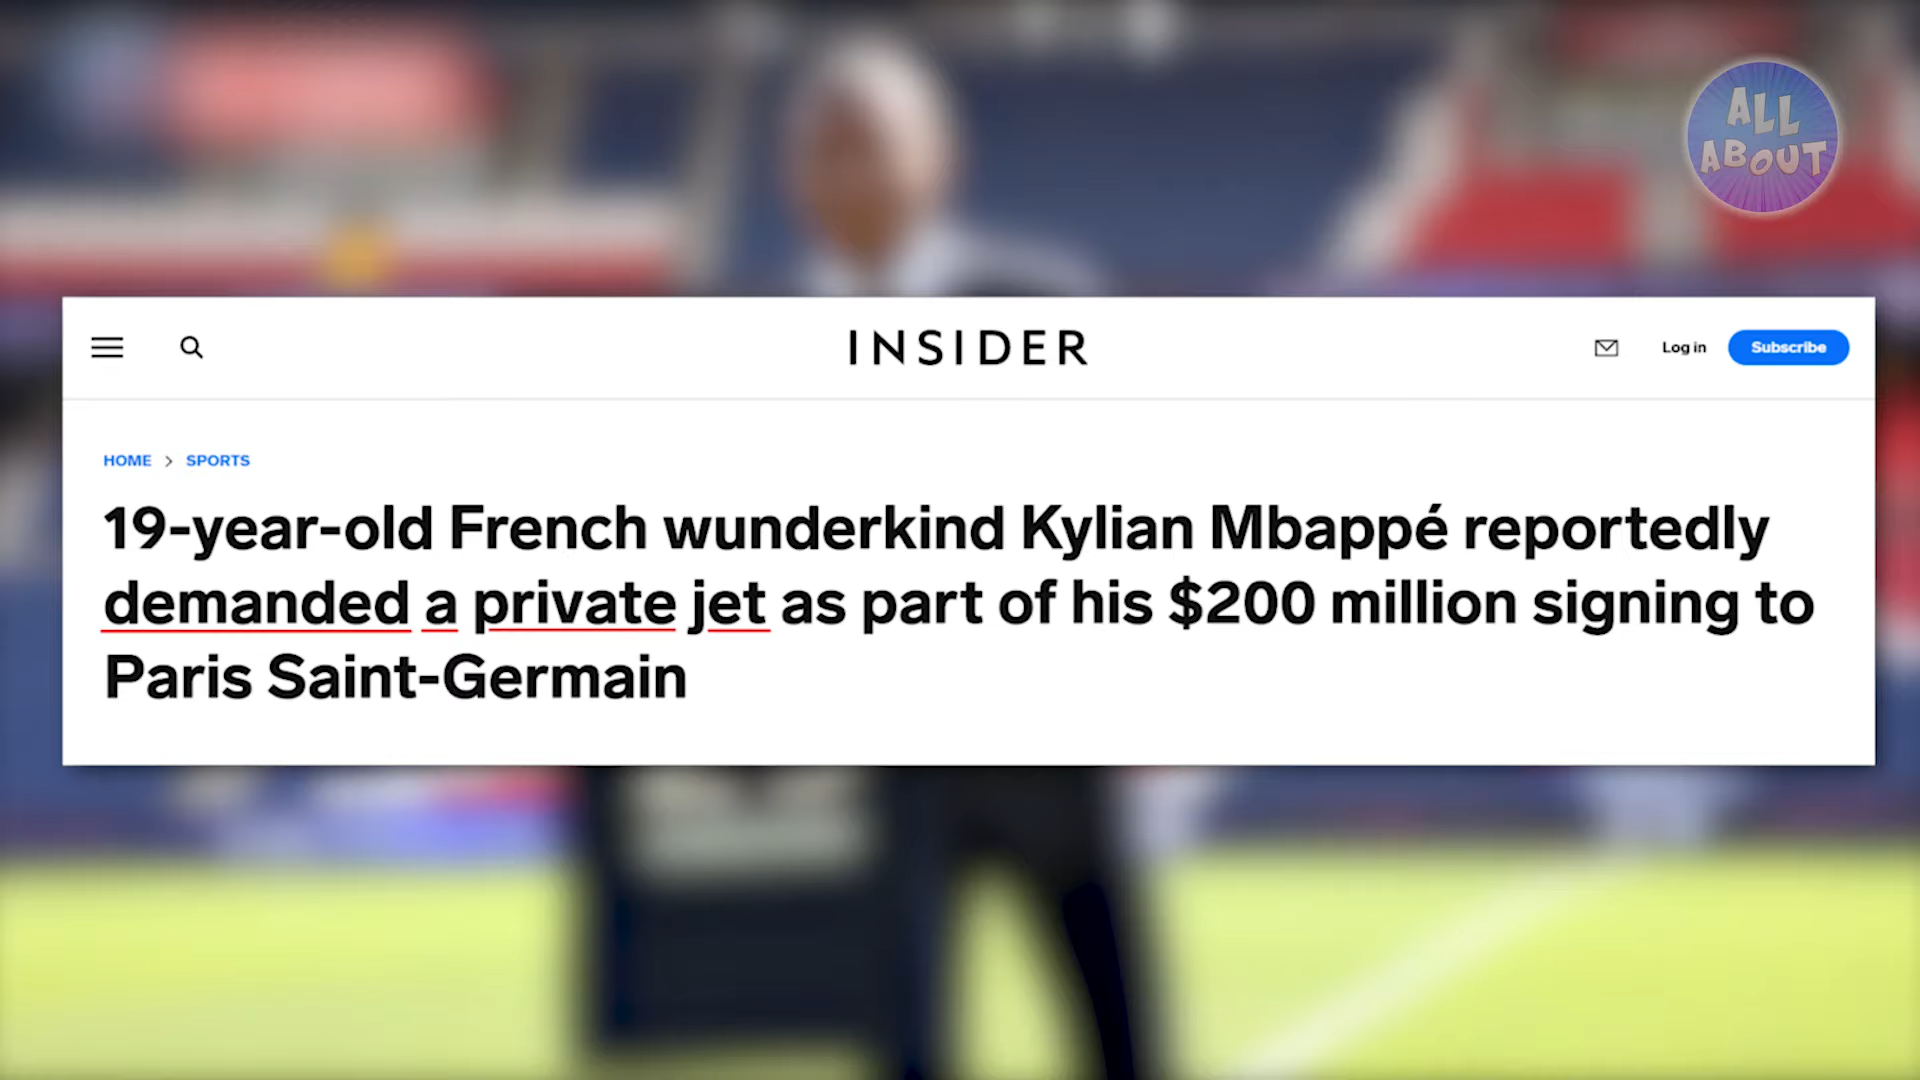 ALL
ABOUT
INSIDER
Log in
Subscribe
HOME > SPORTS
19-year-old French wunderkind Kylian Mbappé reportedly
demanded a private jet as part of his $200 million signing to
Paris Saint-Germain